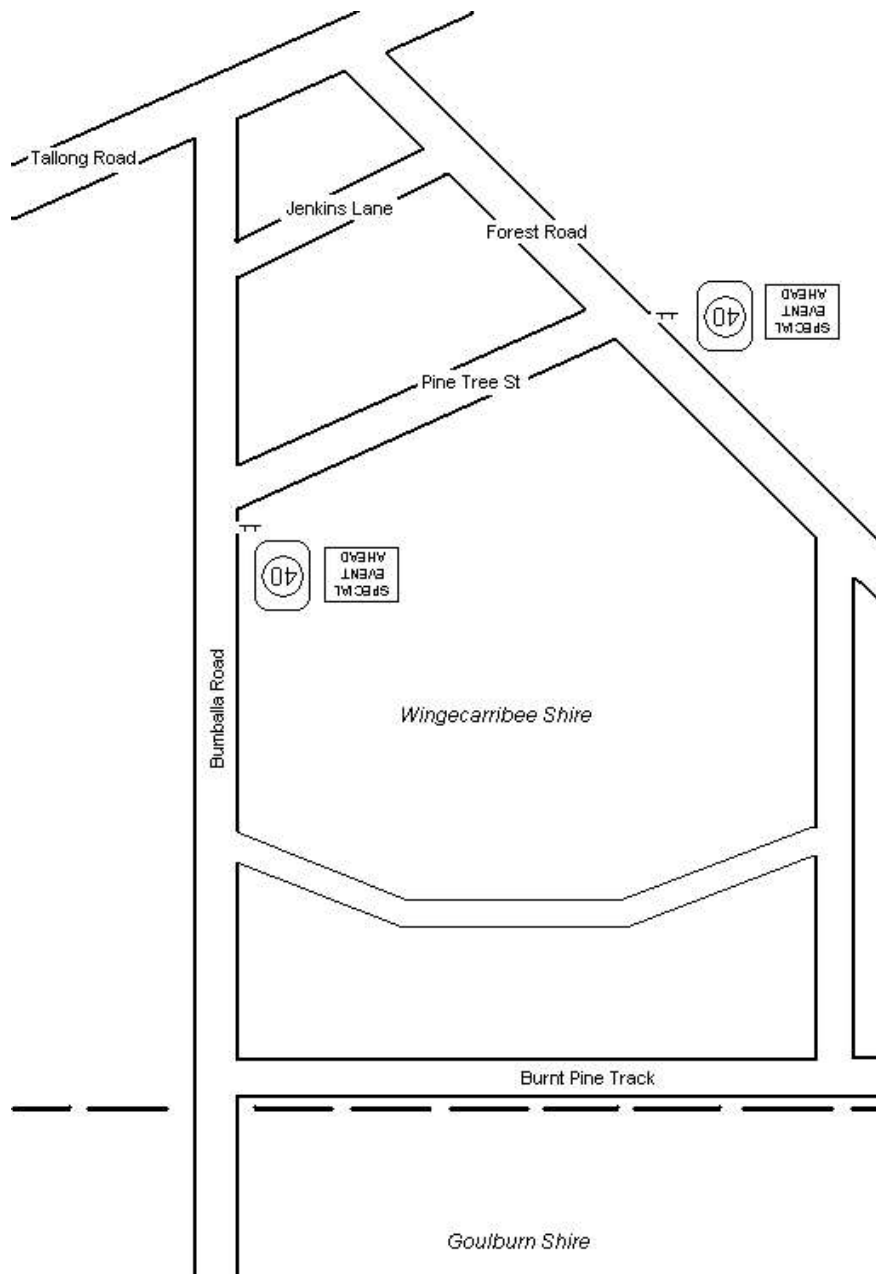 Tallong Road
Jenkins Lane
Forest Road
40
SPECIAL
EVENT
AHEAD
Pine Tree St
40
SPECIAL
EVENT
AHEAD
Bumballa Road
Wingecarribee Shire
Burnt Pine Track
Goulburn Shire